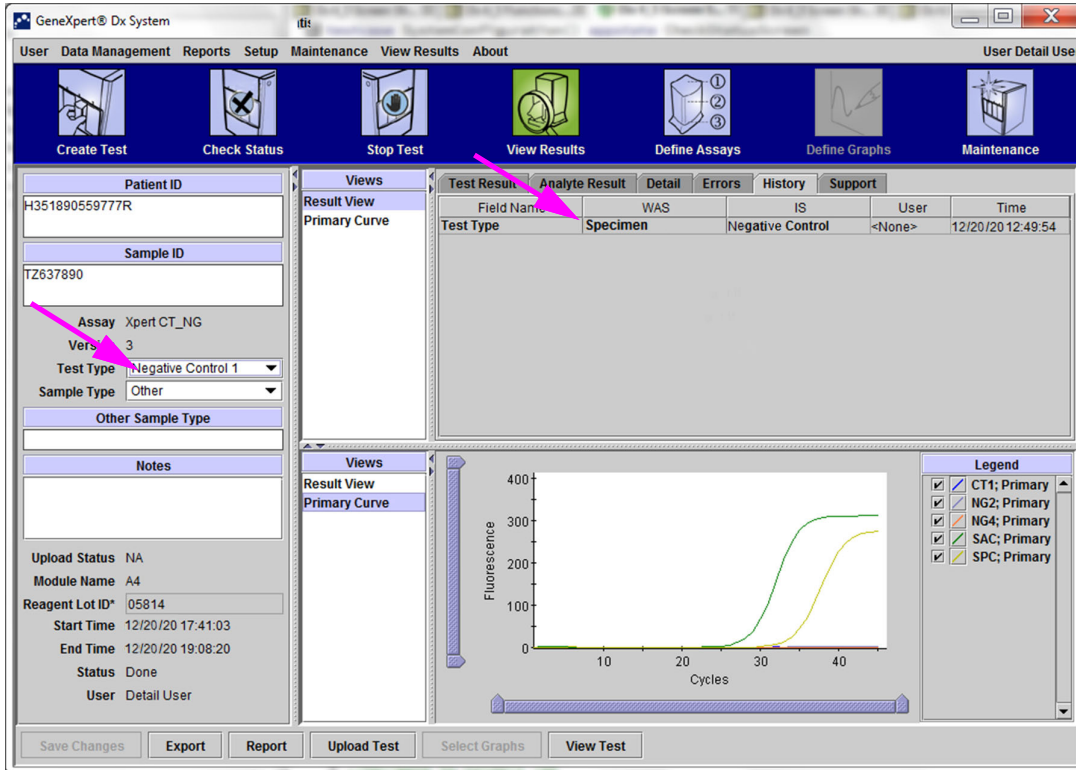 GeneXpert® Dx System
User Data Management Reports Setup Maintenance View Results About User Detail Use
Create Test Check Status Stop Test View Results Define Assays Define Graphs Maintenance
Patient ID
H351890559777R
Sample ID
TZ637890
Assay Xpert CT_NG
3
Test Type Negative Control 1
Sample Type Other
Other Sample Type
Notes
Upload Status NA
Module Name A4
Reagent Lot ID* 05814
Start Time 12/20/20 17:41:03
End Time 12/20/20 19:08:20
Status Done
User Detail User
Views
Result View
Primary Curve
Test Result Analyte Result Detail Errors History Support
Field Name WAS IS User Time
Test Type Specimen Negative Control <None> 12/20/20 12:49:54
Views
Result View
Primary Curve
400
300
200
100
0
Fluorescence
10 20 30 40
Cycles
Legend
CT1; Primary
NG2; Primary
NG4; Primary
SAC; Primary
SPC; Primary
Save Changes Export Report Upload Test Select Graphs View Test